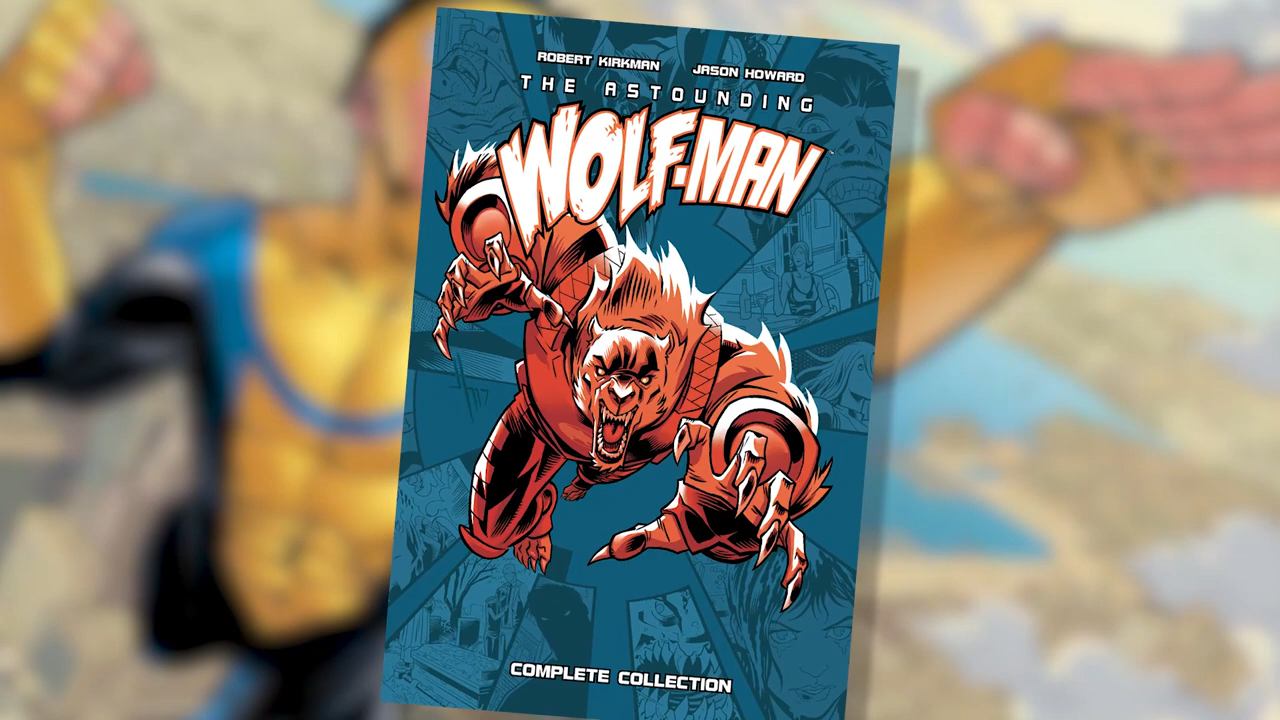 ROBERT KIRKMAN JASON HOWARD
THE ASTOUNDING
WOLF-MAN
COMPLETE COLLECTION